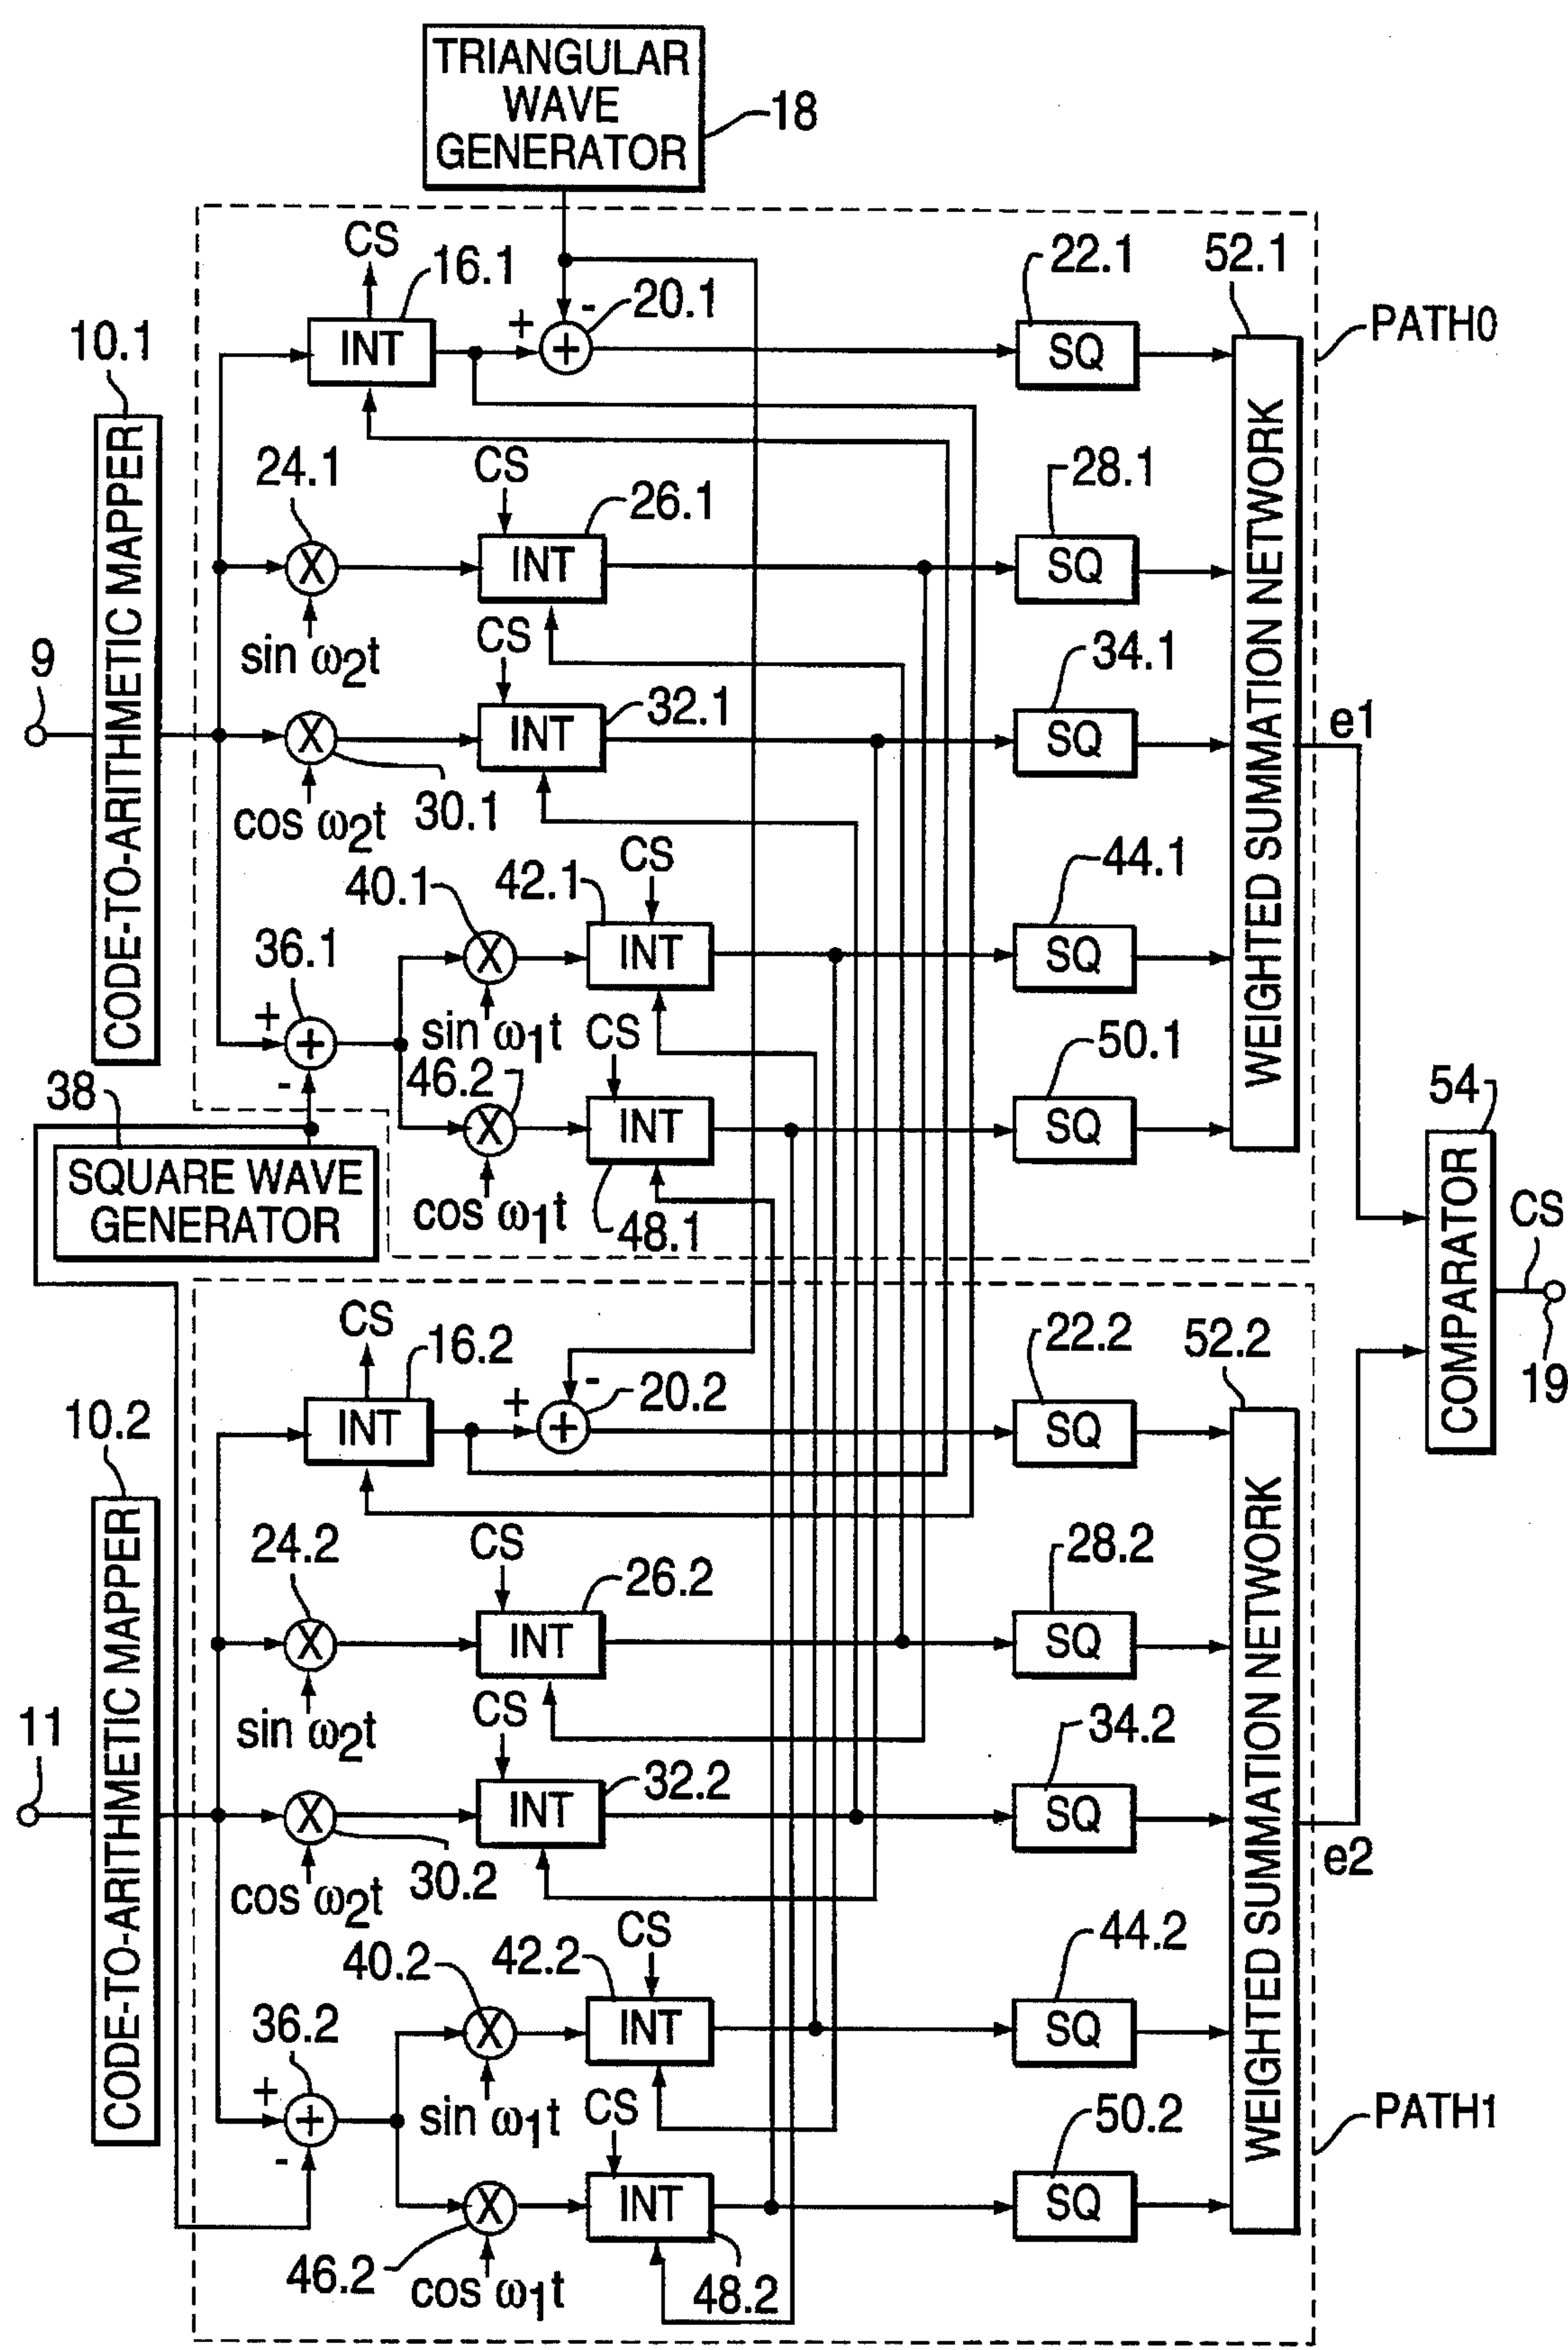 TRIANGULAR
WAVE
GENERATOR
18
CS
16.1
-
20.1
22.1
52.1
PATH0
10.1
INT
+
+
SQ
CODE-TO-ARITHMETIC MAPPER
WEIGHTED SUMMATION NETWORK
24.1
CS
26.1
28.1
X
INT
SQ
9
sin ω2t
CS
32.1
34.1
X
INT
SQ
e1
cos ω2t
30.1
40.1
42.1
CS
44.1
36.1
X
INT
SQ
+
+
-
sin ω1t
CS
50.1
38
46.2
X
INT
SQ
54
SQUARE WAVE
GENERATOR
cos ω1t
48.1
COMPARATOR
CS
19
CS
16.2
-
20.2
22.2
52.2
10.2
INT
+
+
SQ
CODE-TO-ARITHMETIC MAPPER
WEIGHTED SUMMATION NETWORK
24.2
CS
26.2
28.2
X
INT
SQ
11
sin ω2t
CS
32.2
34.2
X
INT
SQ
e2
cos ω2t
30.2
40.2
42.2
CS
44.2
36.2
X
INT
SQ
+
+
-
sin ω1t
CS
50.2
PATH1
X
INT
SQ
46.2
cos ω1t
48.2